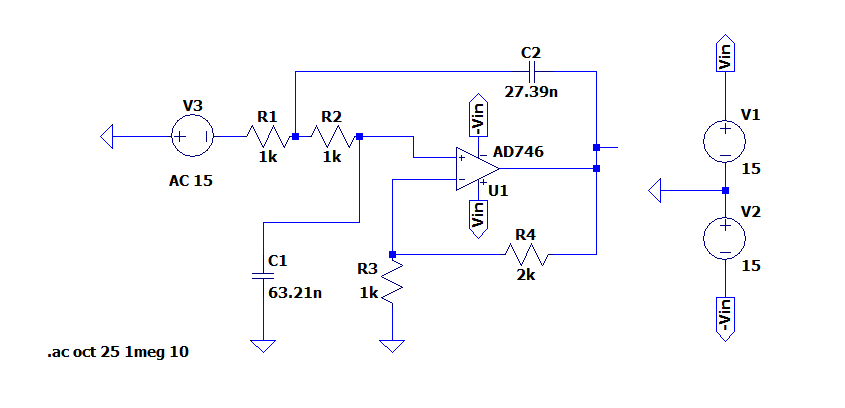 C2
27.39n
Vin
V3
R1
R2
-Vin
AD746
V1
1k
1k
U1
15
AC 15
Vin
V2
R4
C1
R3
2k
15
63.21n
1k
-Vin
.ac oct 25 1meg 10